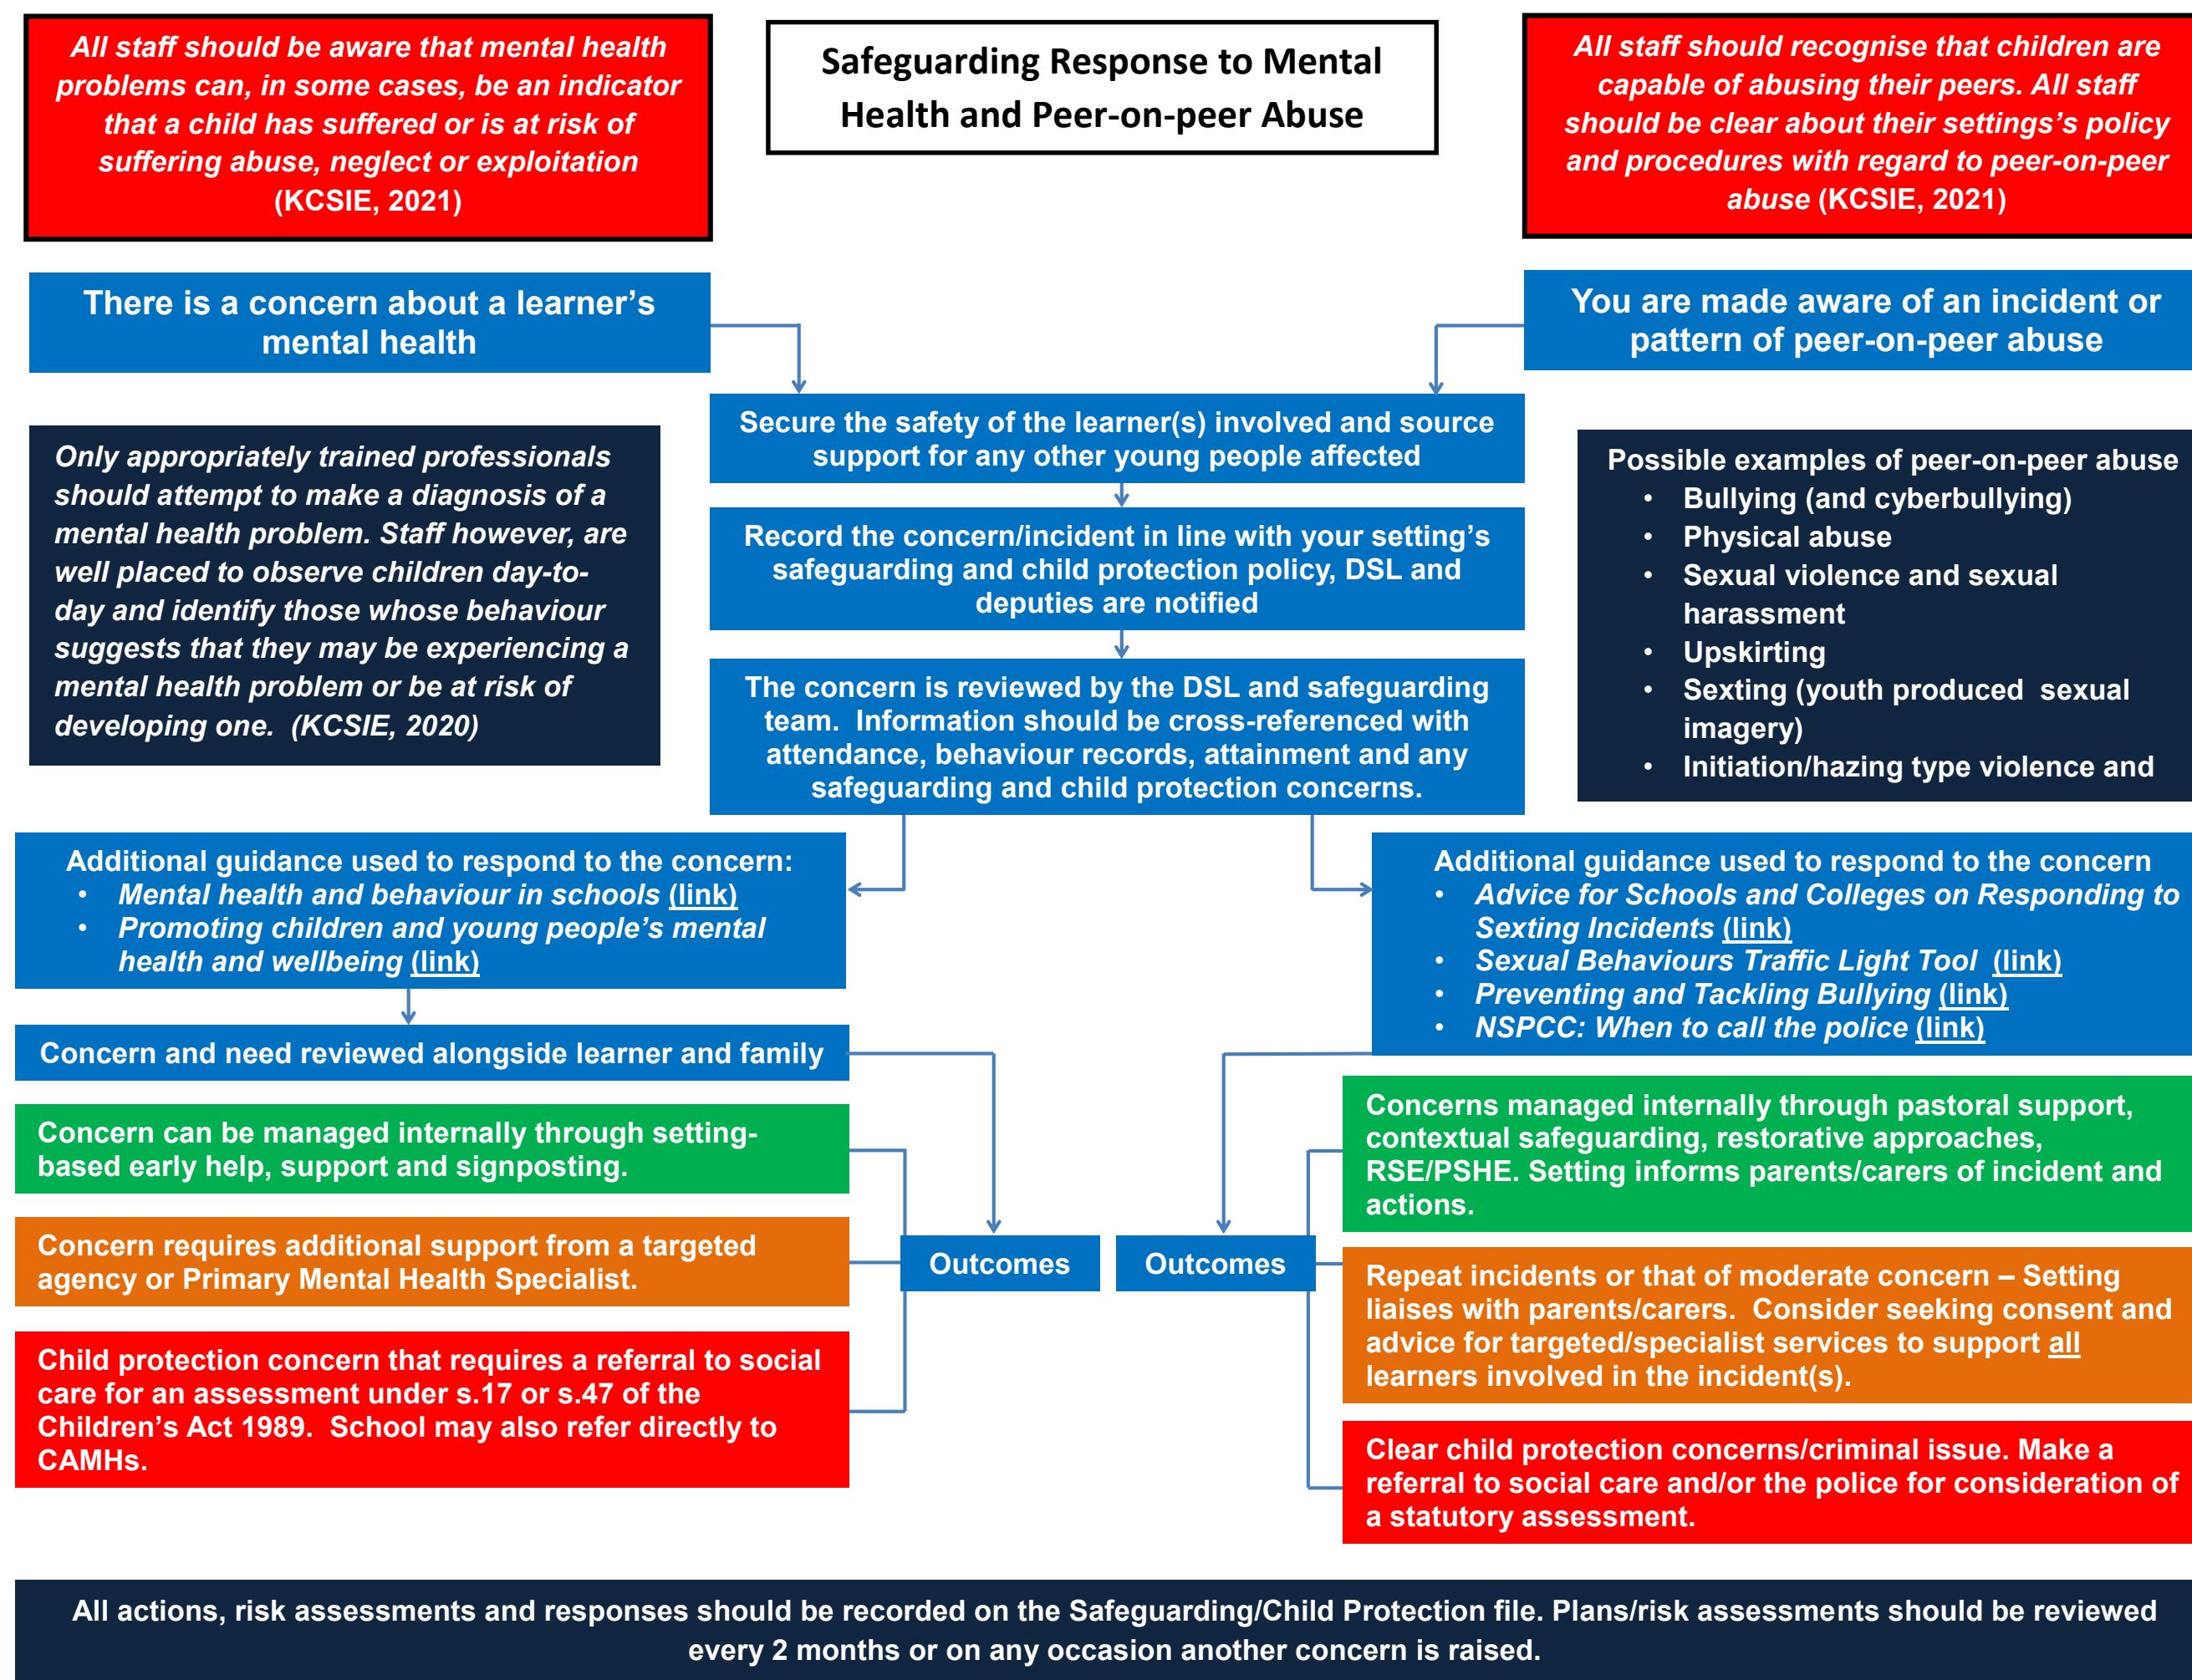 All staff should be aware that mental health
problems can, in some cases, be an indicator
that a child has suffered or is at risk of
suffering abuse, neglect or exploitation
(KCSIE, 2021)
Safeguarding Response to Mental
Health and Peer-on-peer Abuse
All staff should recognise that children are
capable of abusing their peers. All staff
should be clear about their settings’s policy
and procedures with regard to peer-on-peer
abuse (KCSIE, 2021)
There is a concern about a learner’s
mental health
You are made aware of an incident or
pattern of peer-on-peer abuse
Secure the safety of the learner(s) involved and source
support for any other young people affected
Only appropriately trained professionals
should attempt to make a diagnosis of a
mental health problem. Staff however, are
well placed to observe children day-to-
day and identify those whose behaviour
suggests that they may be experiencing a
mental health problem or be at risk of
developing one.  (KCSIE, 2020)
Record the concern/incident in line with your setting’s
safeguarding and child protection policy, DSL and
deputies are notified
The concern is reviewed by the DSL and safeguarding
team.  Information should be cross-referenced with
attendance, behaviour records, attainment and any
safeguarding and child protection concerns.
Possible examples of peer-on-peer abuse
• Bullying (and cyberbullying)
• Physical abuse
• Sexual violence and sexual
harassment
• Upskirting
• Sexting (youth produced  sexual
imagery)
• Initiation/hazing type violence and
Additional guidance used to respond to the concern:
• Mental health and behaviour in schools (link)
• Promoting children and young people’s mental
health and wellbeing (link)
Additional guidance used to respond to the concern
• Advice for Schools and Colleges on Responding to
Sexting Incidents (link)
• Sexual Behaviours Traffic Light Tool  (link)
• Preventing and Tackling Bullying (link)
• NSPCC: When to call the police (link)
Concern and need reviewed alongside learner and family
Concern can be managed internally through setting-
based early help, support and signposting.
Concern requires additional support from a targeted
agency or Primary Mental Health Specialist.
Child protection concern that requires a referral to social
care for an assessment under s.17 or s.47 of the
Children’s Act 1989.  School may also refer directly to
CAMHs.
Outcomes
Outcomes
Concerns managed internally through pastoral support,
contextual safeguarding, restorative approaches,
RSE/PSHE. Setting informs parents/carers of incident and
actions.
Repeat incidents or that of moderate concern – Setting
liaises with parents/carers.  Consider seeking consent and
advice for targeted/specialist services to support all
learners involved in the incident(s).
Clear child protection concerns/criminal issue. Make a
referral to social care and/or the police for consideration of
a statutory assessment.
All actions, risk assessments and responses should be recorded on the Safeguarding/Child Protection file. Plans/risk assessments should be reviewed
every 2 months or on any occasion another concern is raised.